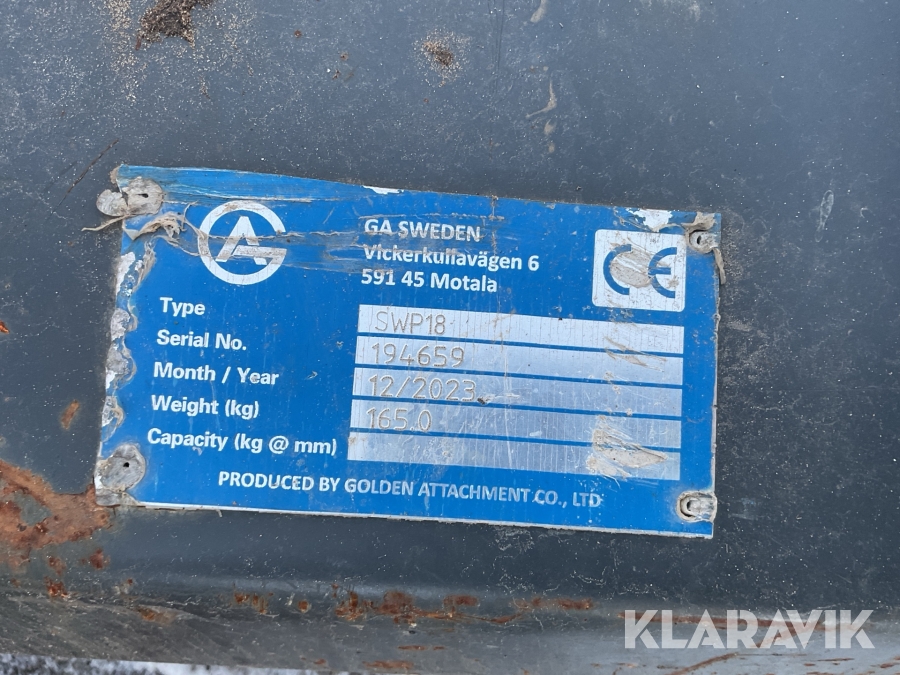 GA SWEDEN
Vickerkullavägen 6
591 45 Motala
CE
Type SWP18
Serial No. 194659
Month / Year 12/2023
Weight (kg) 165.0
Capacity (kg @ mm)
PRODUCED BY GOLDEN ATTACHMENT CO., LTD
KLARAVIK